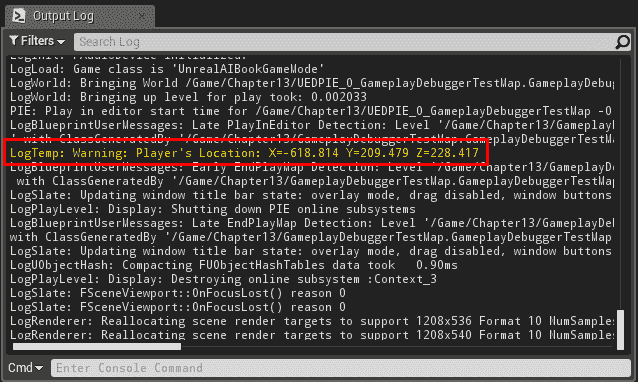 Output Log
Filters
Search Log
LogInit: FAudioDevice initialized.
LogLoad: Game class is 'UnrealAIBookGameMode'
LogWorld: Bringing World /Game/Chapter13/UEDPIE_0_GameplayDebuggerTestMap.GameplayDebug
LogWorld: Bringing up level for play took: 0.002033
PIE: Play in editor start time for /Game/Chapter13/UEDPIE_0_GameplayDebuggerTestMap -0
LogBlueprintUserMessages: Late PlayInEditor Detection: Level '/Game/Chapter13/Gamepla
with ClassGeneratedBy '/Game/Chapter13/GameplayDebuggerTestMap.GameplayDebuggerTestMap
LogTemp: Warning: Player's Location: X=-618.814 Y=209.479 Z=228.417
LogBlueprintUserMessages: Early EndPlayMap Detection: Level '/Game/Chapter13/Gameplay
with ClassGeneratedBy '/Game/Chapter13/GameplayDebuggerTestMap.GameplayDebuggerTestMap
LogSlate: Updating window title bar state: overlay mode, drag disabled, window buttons
LogPlayLevel: Display: Shutting down PIE online subsystems
LogBlueprintUserMessages: Late EndPlayMap Detection: Level '/Game/Chapter13/GameplayD
with ClassGeneratedBy '/Game/Chapter13/GameplayDebuggerTestMap.GameplayDebuggerTestMap
LogSlate: Updating window title bar state: overlay mode, drag disabled, window buttons
LogUObjectHash: Compacting FUObjectHashTables data took 0.90ms
LogPlayLevel: Display: Destroying online subsystem :Context_3
LogSlate: FSceneViewport::OnFocusLost() reason 0
LogSlate: FSceneViewport::OnFocusLost() reason 0
LogRenderer: Reallocating scene render targets to support 1208x536 Format 10 NumSample
LogRenderer: Reallocating scene render targets to support 1208x540 Format 10 NumSample
Cmd
Enter Console Command